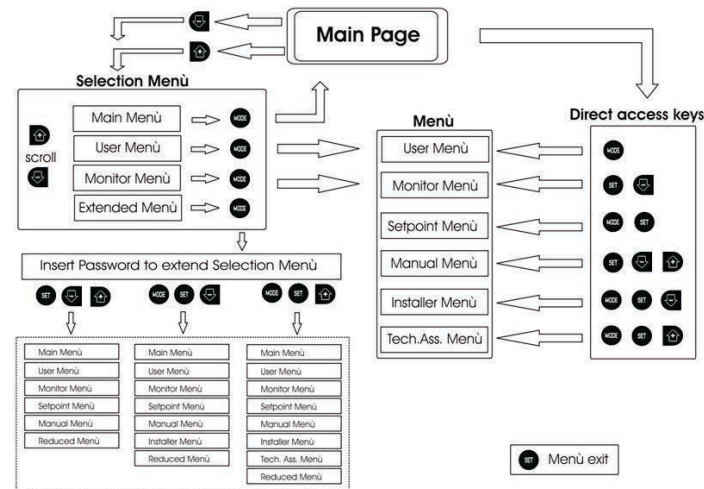 Main Page
Selection Menù
Main Menù MODE
User Menù MODE
scroll
Monitor Menù MODE
Extended Menù MODE
Insert Password to extend Selection Menù
SET
MODE SET
MODE SET
Main Menù
User Menù
Monitor Menù
Setpoint Menù
Manual Menù
Reduced Menù
Main Menù
User Menù
Monitor Menù
Setpoint Menù
Manual Menù
Installer Menù
Reduced Menù
Main Menù
User Menù
Monitor Menù
Setpoint Menù
Manual Menù
Installer Menù
Tech. Ass. Menù
Reduced Menù
Menù
User Menù
Monitor Menù
Setpoint Menù
Manual Menù
Installer Menù
Tech.Ass. Menù
Direct access keys
MODE
SET
MODE SET
SET
MODE SET
MODE SET
SET Menù exit